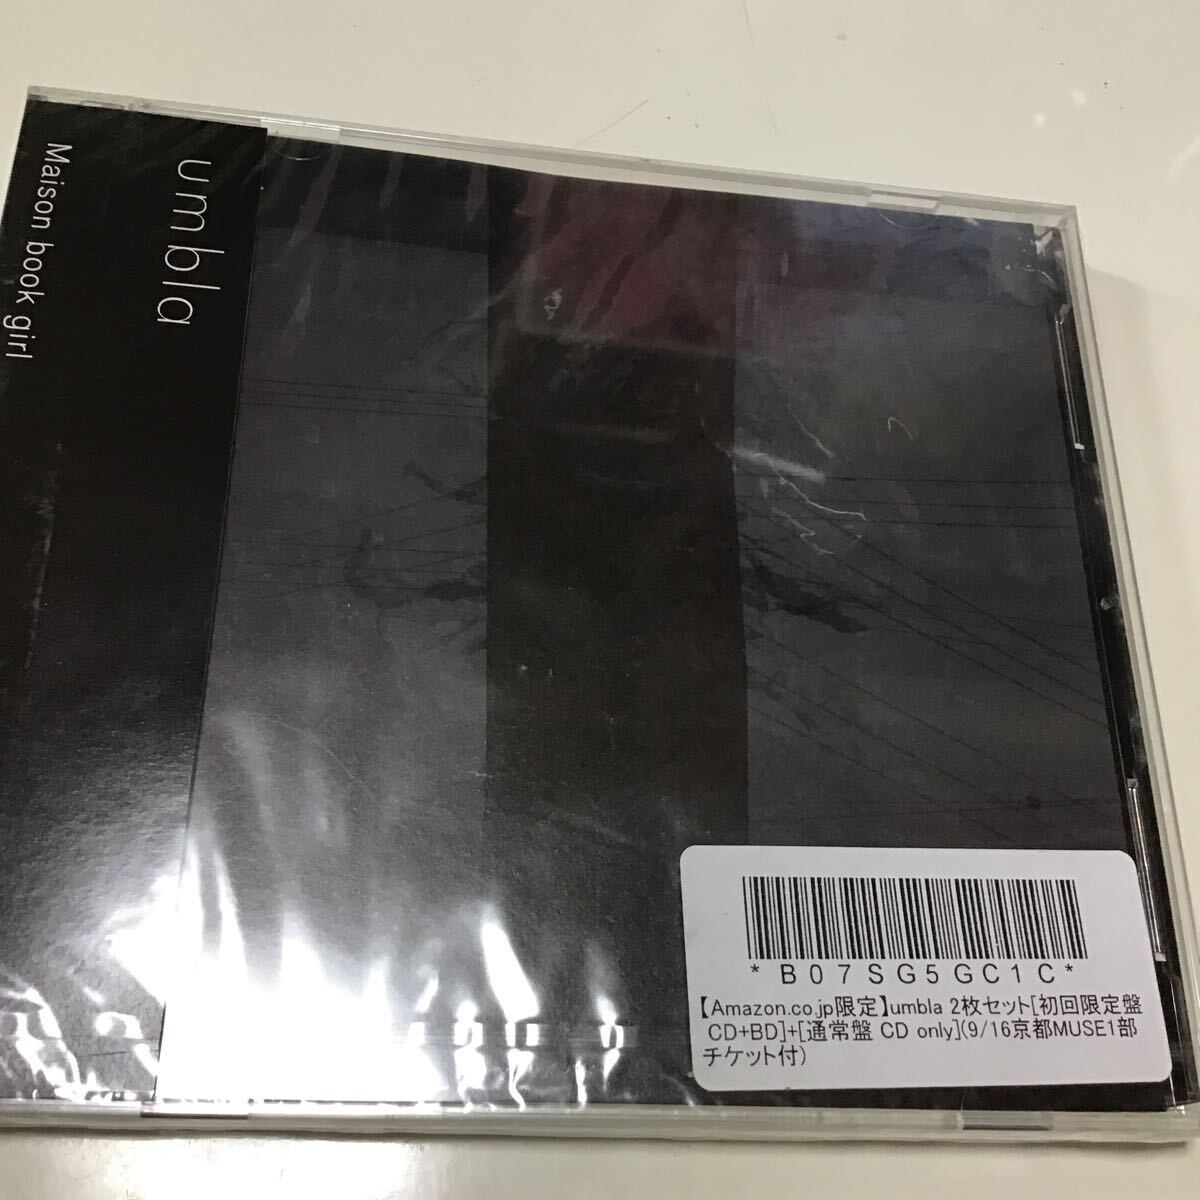 umbla
Maison book girl
*B07SG5GC1C*
【Amazon.co.jp限定】umbla 2枚セット[初回限定盤
CD+BD]+[通常盤 CD only](9/16京都MUSE1部
チケット付)